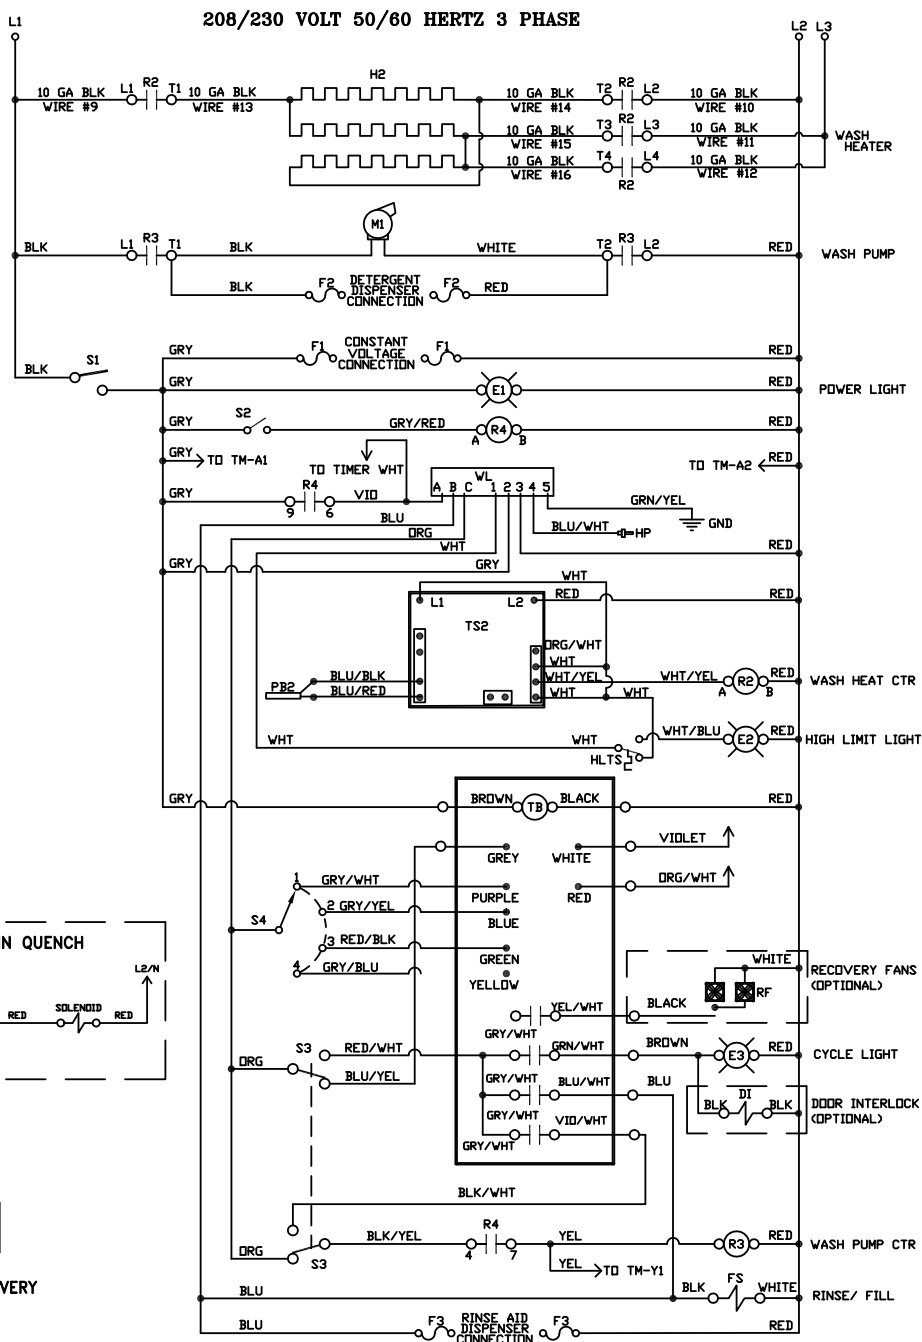 208/230 VOLT 50/60 HERTZ 3 PHASE
L1
L2 L3
H2
10 GA BLK L1 R2 T1 10 GA BLK 10 GA BLK T2 R2 L2 10 GA BLK
WIRE #9 WIRE #13 WIRE #14 WIRE #10
10 GA BLK T3 R2 L3 10 GA BLK
WIRE #15 WIRE #11
WASH
HEATER
10 GA BLK T4 L4 10 GA BLK
WIRE #16 R2 WIRE #12
M1
BLK L1 R3 T1 BLK WHITE T2 R3 L2 RED WASH PUMP
BLK F2 DETERGENT
DISPENSER
CONNECTION F2 RED
GRY F1 CONSTANT
VOLTAGE
CONNECTION F1 RED
BLK S1
GRY E1 RED POWER LIGHT
GRY S2 GRY/RED A R4 B RED
GRY TO TM-A1 TO TM-A2 RED
TO TIMER WHT
WL
A B C 1 2 3 4 5
GRY 9 R4 6 VIO
GRN/YEL
GND
BLU BLU/WHT HP
ORG
WHT RED
GRY GRY
WHT
L1 L2 RED
TS2
ORG/WHT
WHT
PB2 BLU/BLK WHT/YEL WHT/YEL A R2 B RED WASH HEAT CTR
BLU/RED WHT WHT
WHT WHT HLTS WHT/BLU E2 RED HIGH LIMIT LIGHT
GRY BROWN TB BLACK RED
GREY WHITE VIOLET
S4 1 GRY/WHT PURPLE RED ORG/WHT
2 GRY/YEL BLUE
3 RED/BLK GREEN
4 GRY/BLU YELLOW
N QUENCH
L2/N
RED SOLENOID RED
WHITE RECOVERY FANS
(OPTIONAL)
RF
YEL/WHT BLACK
GRY/WHT
S3 RED/WHT GRN/WHT BROWN E3 RED CYCLE LIGHT
ORG BLU/YEL GRY/WHT BLU/WHT BLU
BLK DI BLK DOOR INTERLOCK
(OPTIONAL)
GRY/WHT VIO/WHT
GRY/WHT
BLK/WHT
ORG S3 BLK/YEL 4 R4 7 YEL R3 RED WASH PUMP CTR
YEL TO TM-Y1
VERY
BLU BLK FS WHITE RINSE/ FILL
BLU F3 RINSE AID
DISPENSER
CONNECTION F3 RED